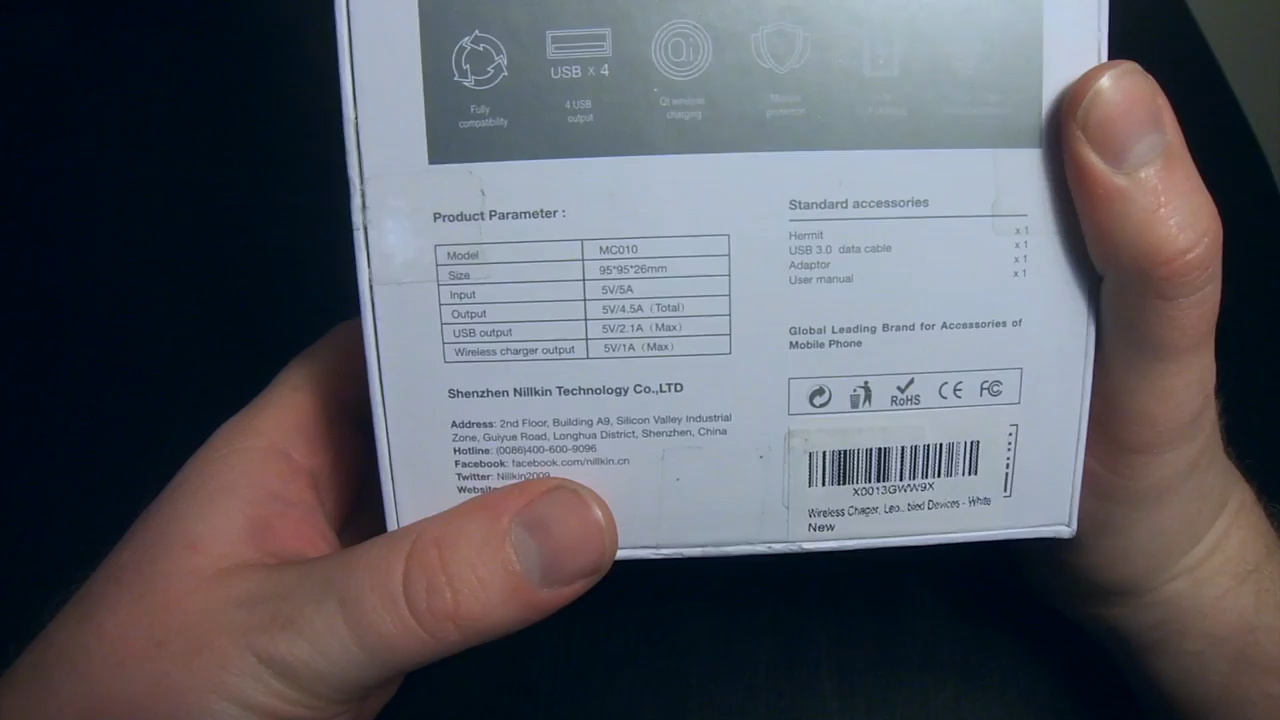 Qi
USB × 4
Fully
compatibility
4 USB
output
Qi wireless
charging
Product Parameter :
Model MC010
Size 95*95*26mm
Input 5V/5A
Output 5V/4.5A (Total)
USB output 5V/2.1A (Max)
Wireless charger output 5V/1A (Max)
Shenzhen Nillkin Technology Co.,LTD
Address: 2nd Floor, Building A9, Silicon Valley Industrial
Zone, Guiyue Road, Longhua District, Shenzhen, China
Hotline: (0086)400-600-9096
Facebook: facebook.com/nillkin.cn
Twitter: Nillkin2009
Standard accessories
Hermit x 1
USB 3.0 data cable x 1
Adaptor x 1
User manual x 1
Global Leading Brand for Accessories of
Mobile Phone
RoHS CE FC
X0013GWW9X
Wireless Chager, Leo... bled Devices - White
New